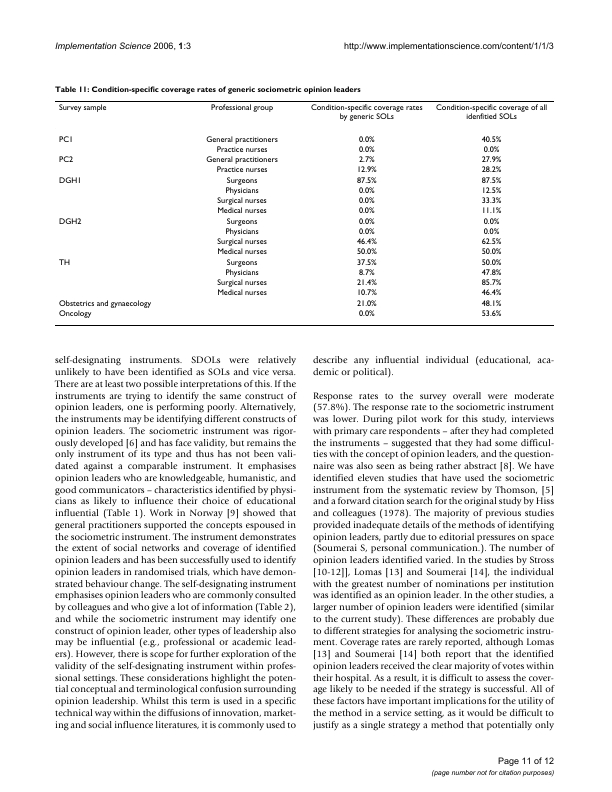 Implementation Science 2006, 1:3
http://www.implementationscience.com/content/1/1/3
Table 11: Condition-specific coverage rates of generic sociometric opinion leaders
Survey sample Professional group Condition-specific coverage rates by generic SOLs Condition-specific coverage of all idenfitied SOLs
PC1 General practitioners 0.0% 40.5%
Practice nurses 0.0% 0.0%
PC2 General practitioners 2.7% 27.9%
Practice nurses 12.9% 28.2%
DGH1 Surgeons 87.5% 87.5%
Physicians 0.0% 12.5%
Surgical nurses 0.0% 33.3%
Medical nurses 0.0% 11.1%
DGH2 Surgeons 0.0% 0.0%
Physicians 0.0% 0.0%
Surgical nurses 46.4% 62.5%
Medical nurses 50.0% 50.0%
TH Surgeons 37.5% 50.0%
Physicians 8.7% 47.8%
Surgical nurses 21.4% 85.7%
Medical nurses 10.7% 46.4%
Obstetrics and gynaecology 21.0% 48.1%
Oncology 0.0% 53.6%
self-designating instruments. SDOLs were relatively
unlikely to have been identified as SOLs and vice versa.
There are at least two possible interpretations of this. If the
instruments are trying to identify the same construct of
opinion leaders, one is performing poorly. Alternatively,
the instruments may be identifying different constructs of
opinion leaders. The sociometric instrument was rigor-
ously developed [6] and has face validity, but remains the
only instrument of its type and thus has not been vali-
dated against a comparable instrument. It emphasises
opinion leaders who are knowledgeable, humanistic, and
good communicators – characteristics identified by physi-
cians as likely to influence their choice of educational
influential (Table 1). Work in Norway [9] showed that
general practitioners supported the concepts espoused in
the sociometric instrument. The instrument demonstrates
the extent of social networks and coverage of identified
opinion leaders and has been successfully used to identify
opinion leaders in randomised trials, which have demon-
strated behaviour change. The self-designating instrument
emphasises opinion leaders who are commonly consulted
by colleagues and who give a lot of information (Table 2),
and while the sociometric instrument may identify one
construct of opinion leader, other types of leadership also
may be influential (e.g., professional or academic lead-
ers). However, there is scope for further exploration of the
validity of the self-designating instrument within profes-
sional settings. These considerations highlight the poten-
tial conceptual and terminological confusion surrounding
opinion leadership. Whilst this term is used in a specific
technical way within the diffusions of innovation, market-
ing and social influence literatures, it is commonly used to
describe any influential individual (educational, aca-
demic or political).
Response rates to the survey overall were moderate
(57.8%). The response rate to the sociometric instrument
was lower. During pilot work for this study, interviews
with primary care respondents – after they had completed
the instruments – suggested that they had some difficul-
ties with the concept of opinion leaders, and the question-
naire was also seen as being rather abstract [8]. We have
identified eleven studies that have used the sociometric
instrument from the systematic review by Thomson, [5]
and a forward citation search for the original study by Hiss
and colleagues (1978). The majority of previous studies
provided inadequate details of the methods of identifying
opinion leaders, partly due to editorial pressures on space
(Soumerai S, personal communication.). The number of
opinion leaders identified varied. In the studies by Stross
[10-12]], Lomas [13] and Soumerai [14], the individual
with the greatest number of nominations per institution
was identified as an opinion leader. In the other studies, a
larger number of opinion leaders were identified (similar
to the current study). These differences are probably due
to different strategies for analysing the sociometric instru-
ment. Coverage rates are rarely reported, although Lomas
[13] and Soumerai [14] both report that the identified
opinion leaders received the clear majority of votes within
their hospital. As a result, it is difficult to assess the cover-
age likely to be needed if the strategy is successful. All of
these factors have important implications for the utility of
the method in a service setting, as it would be difficult to
justify as a single strategy a method that potentially only
Page 11 of 12
(page number not for citation purposes)